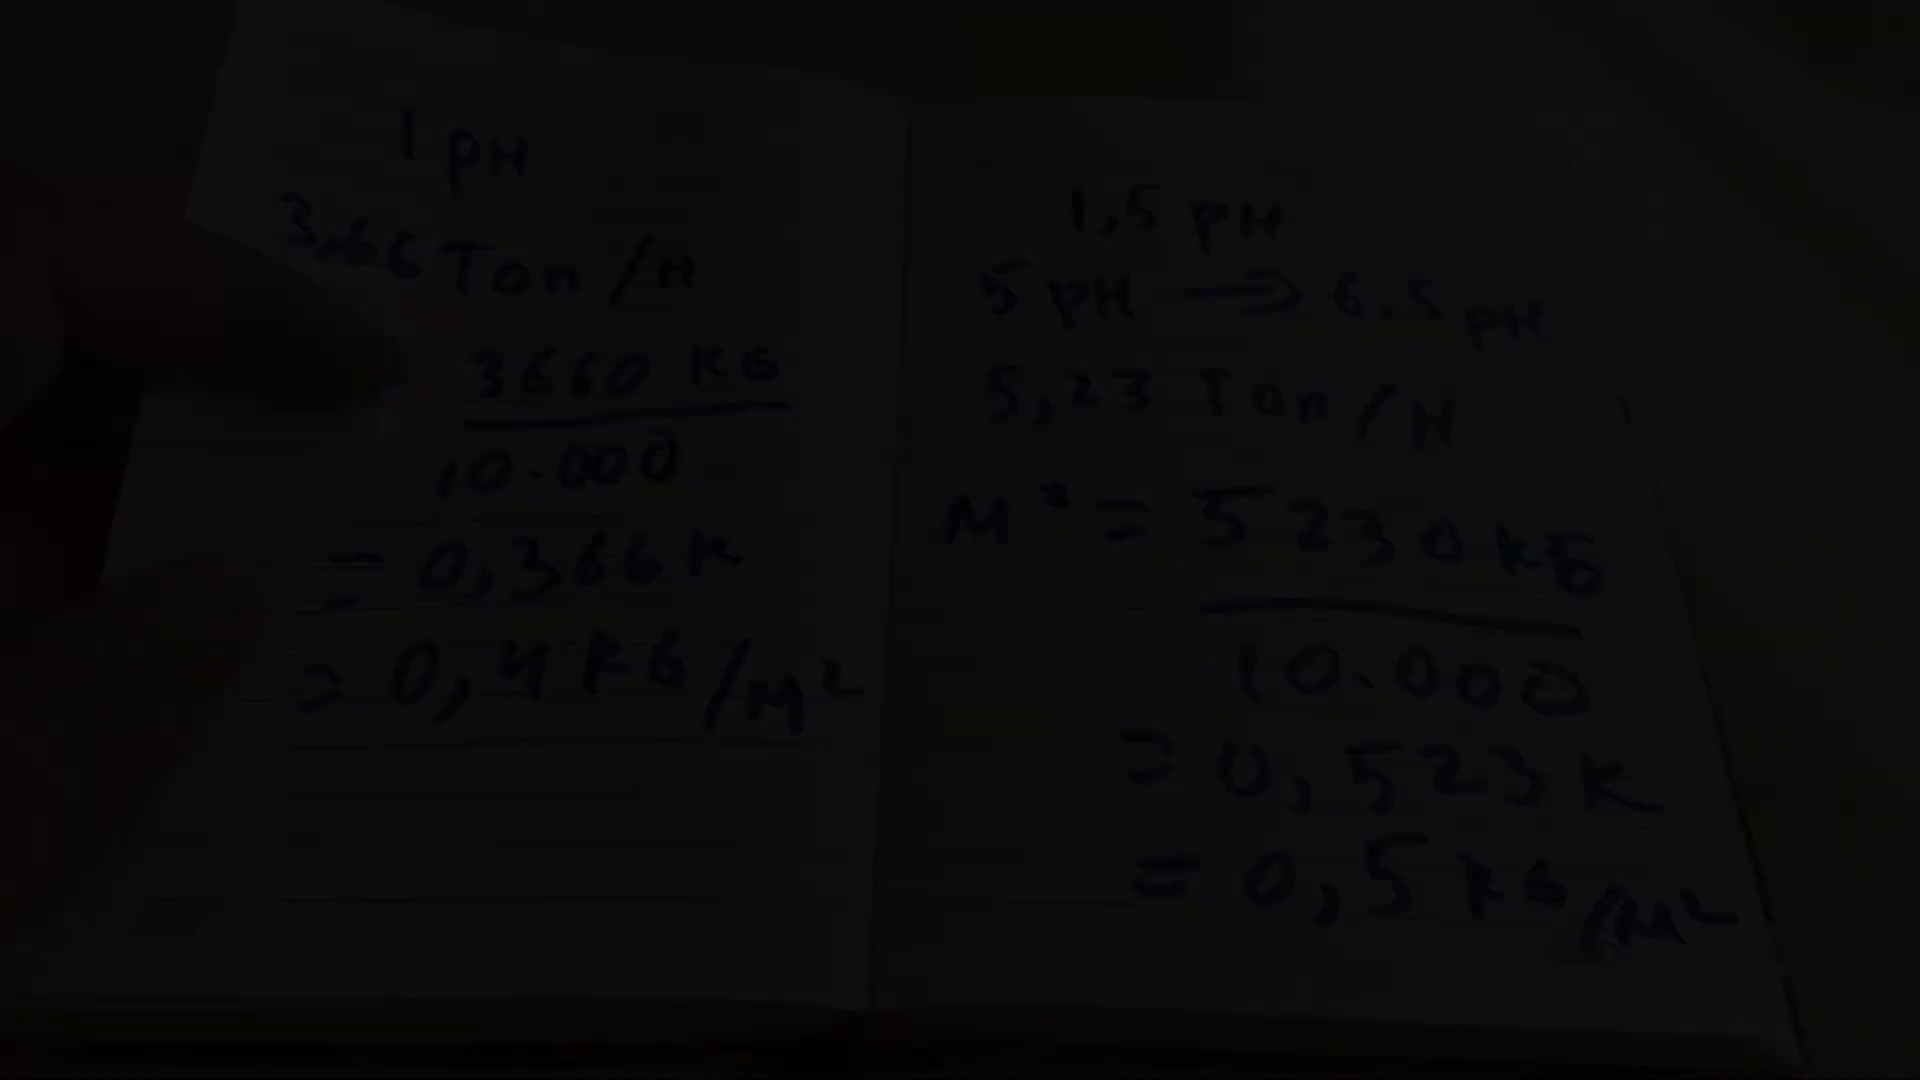 1 pH
3,66 Ton/H
3660 KG
10.000
= 0,366 K
= 0,4 KG/M²
1,5 pH
5 pH ⇒ 6.5 pH
5,23 Ton/H
M² = 5230 KG
10.000
= 0,523 K
= 0,5 KG/M²